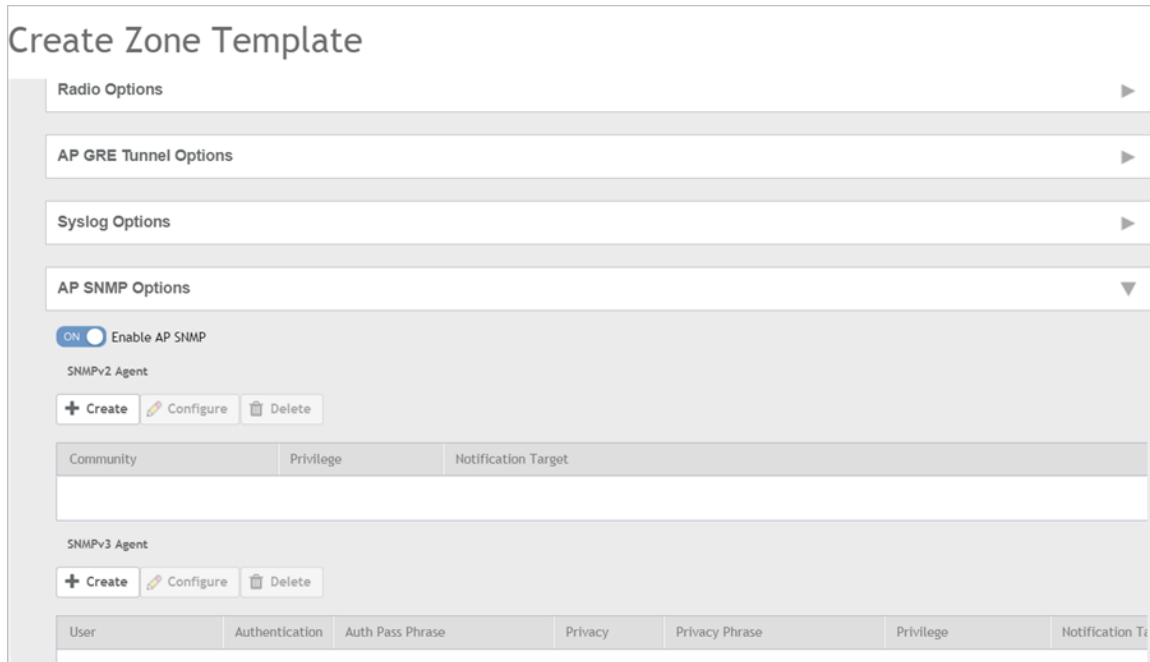 Create Zone Template
Radio Options
AP GRE Tunnel Options
Syslog Options
AP SNMP Options
ON Enable AP SNMP
SNMPv2 Agent
Create Configure Delete
Community Privilege Notification Target
SNMPv3 Agent
Create Configure Delete
User Authentication Auth Pass Phrase Privacy Privacy Phrase Privilege Notification Ta